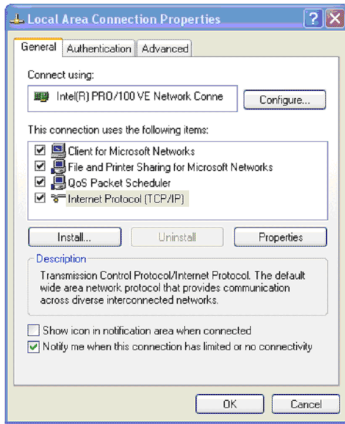 Local Area Connection Properties
General Authentication Advanced
Connect using:
Intel(R) PRO/100 VE Network Conne
Configure...
This connection uses the following items:
Client for Microsoft Networks
File and Printer Sharing for Microsoft Networks
QoS Packet Scheduler
Internet Protocol (TCP/IP)
Install... Uninstall Properties
Description
Transmission Control Protocol/Internet Protocol. The default
wide area network protocol that provides communication
across diverse interconnected networks.
Show icon in notification area when connected
Notify me when this connection has limited or no connectivity
OK Cancel